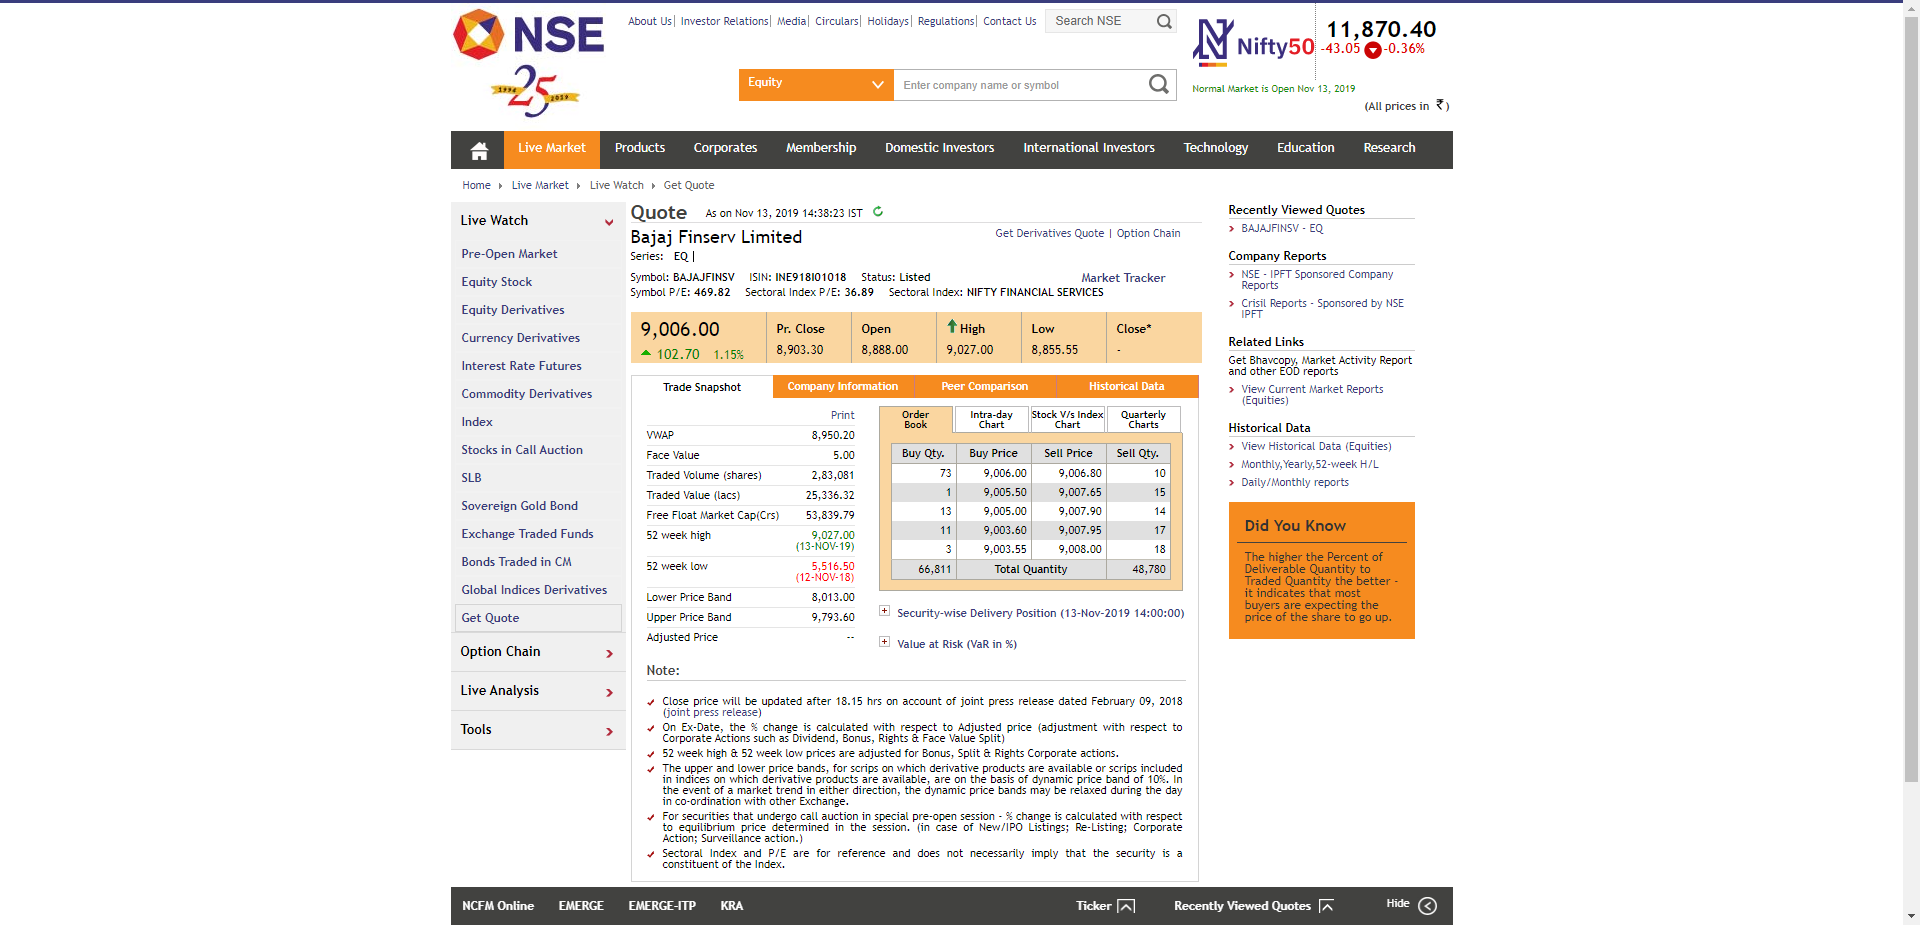 NSE
1994 25 2019
About Us | Investor Relations | Media | Circulars | Holidays | Regulations | Contact Us
Search NSE
Equity
Enter company name or symbol
Nifty50
11,870.40
-43.05 -0.36%
Normal Market is Open Nov 13, 2019
(All prices in ₹)
Live Market Products Corporates Membership Domestic Investors International Investors Technology Education Research
Home Live Market Live Watch Get Quote
Live Watch
Pre-Open Market
Equity Stock
Equity Derivatives
Currency Derivatives
Interest Rate Futures
Commodity Derivatives
Index
Stocks in Call Auction
SLB
Sovereign Gold Bond
Exchange Traded Funds
Bonds Traded in CM
Global Indices Derivatives
Get Quote
Option Chain
Live Analysis
Tools
Quote As on Nov 13, 2019 14:38:23 IST
Bajaj Finserv Limited
Get Derivatives Quote | Option Chain
Series: EQ |
Symbol: BAJAJFINSV ISIN: INE918I01018 Status: Listed
Market Tracker
Symbol P/E: 469.82 Sectoral Index P/E: 36.89 Sectoral Index: NIFTY FINANCIAL SERVICES
9,006.00
102.70 1.15%
Pr. Close Open High Low Close*
8,903.30 8,888.00 9,027.00 8,855.55 -
Trade Snapshot Company Information Peer Comparison Historical Data
Print
VWAP 8,950.20
Face Value 5.00
Traded Volume (shares) 2,83,081
Traded Value (lacs) 25,336.32
Free Float Market Cap(Crs) 53,839.79
52 week high 9,027.00
(13-NOV-19)
52 week low 5,516.50
(12-NOV-18)
Lower Price Band 8,013.00
Upper Price Band 9,793.60
Adjusted Price --
Order Book
Intra-day Chart
Stock V/s Index Chart
Quarterly Charts
Buy Qty. Buy Price Sell Price Sell Qty.
73 9,006.00 9,006.80 10
1 9,005.50 9,007.65 15
13 9,005.00 9,007.90 14
11 9,003.60 9,007.95 17
3 9,003.55 9,008.00 18
66,811 Total Quantity 48,780
Security-wise Delivery Position (13-Nov-2019 14:00:00)
Value at Risk (VaR in %)
Note:
Close price will be updated after 18.15 hrs on account of joint press release dated February 09, 2018
(joint press release)
On Ex-Date, the % change is calculated with respect to Adjusted price (adjustment with respect to
Corporate Actions such as Dividend, Bonus, Rights & Face Value Split)
52 week high & 52 week low prices are adjusted for Bonus, Split & Rights Corporate actions.
The upper and lower price bands, for scrips on which derivative products are available or scrips included
in indices on which derivative products are available, are on the basis of dynamic price band of 10%. In
the event of a market trend in either direction, the dynamic price bands may be relaxed during the day
in co-ordination with other Exchange.
For securities that undergo call auction in special pre-open session - % change is calculated with respect
to equilibrium price determined in the session. (in case of New/IPO Listings; Re-Listing; Corporate
Action; Surveillance action.)
Sectoral Index and P/E are for reference and does not necessarily imply that the security is a
constituent of the Index.
Recently Viewed Quotes
BAJAJFINSV - EQ
Company Reports
NSE - IPFT Sponsored Company
Reports
Crisil Reports - Sponsored by NSE
IPFT
Related Links
Get Bhavcopy, Market Activity Report
and other EOD reports
View Current Market Reports
(Equities)
Historical Data
View Historical Data (Equities)
Monthly,Yearly,52-week H/L
Daily/Monthly reports
Did You Know
The higher the Percent of
Deliverable Quantity to
Traded Quantity the better -
it indicates that most
buyers are expecting the
price of the share to go up.
NCFM Online EMERGE EMERGE-ITP KRA
Ticker Recently Viewed Quotes Hide